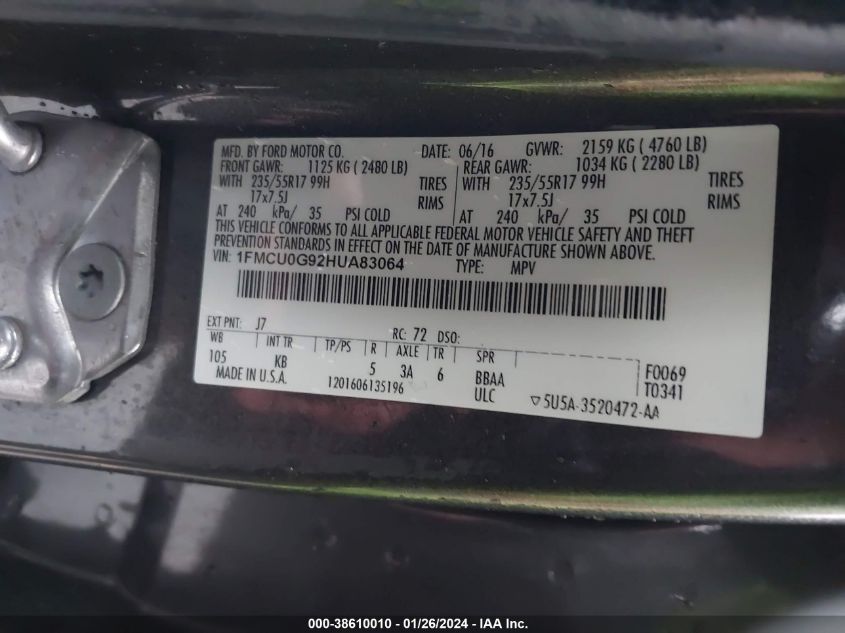 MFD. BY FORD MOTOR CO. DATE: 06/16 GVWR: 2159 KG ( 4760 LB)
FRONT GAWR: 1125 KG ( 2480 LB) REAR GAWR: 1034 KG ( 2280 LB)
WITH 235/55R17 99H TIRES WITH 235/55R17 99H TIRES
17x7.5J RIMS 17x7.5J RIMS
AT 240 kPa/ 35 PSI COLD AT 240 kPa/ 35 PSI COLD
THIS VEHICLE CONFORMS TO ALL APPLICABLE FEDERAL MOTOR VEHICLE SAFETY AND THEFT
PREVENTION STANDARDS IN EFFECT ON THE DATE OF MANUFACTURE SHOWN ABOVE.
VIN: 1FMCU0G92HUA83064 TYPE: MPV
EXT PNT: J7 RC: 72 DSO:
WB INT TR TP/PS R AXLE TR SPR
105 KB 5 3A 6 BBAA F0069
MADE IN U.S.A. 1201606135196 ULC T0341
▽5U5A-3520472-AA
000-38610010 - 01/26/2024 - IAA Inc.